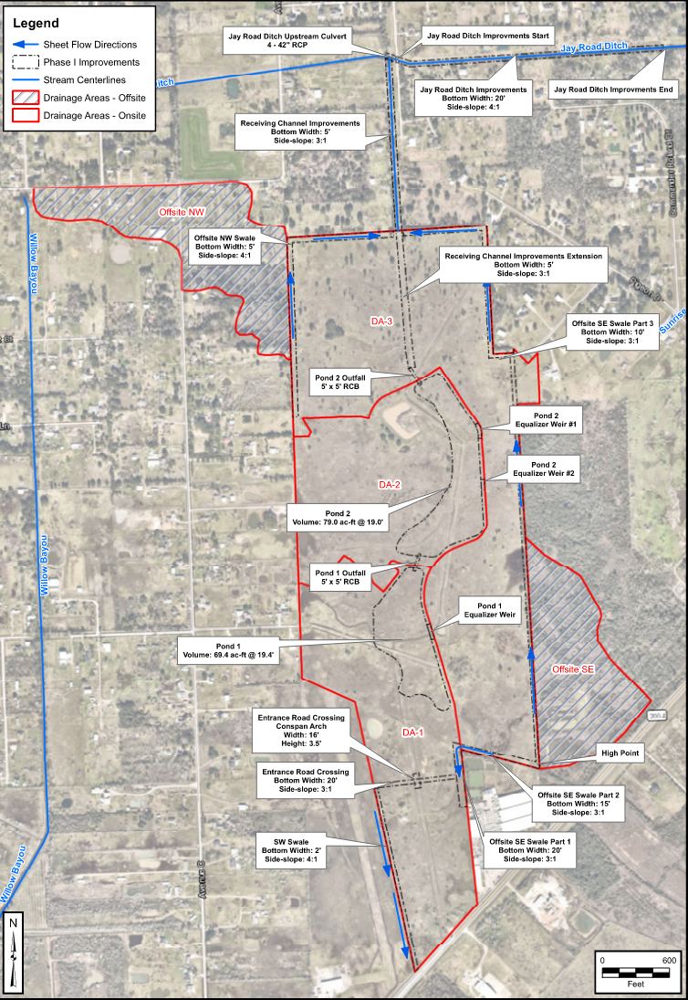 Legend
Sheet Flow Directions
Phase I Improvements
Stream Centerlines
Drainage Areas - Offsite
Drainage Areas - Onsite
Jay Road Ditch Upstream Culvert
4 - 42" RCP
Jay Road Ditch Improvments Start
Jay Road Ditch
itch
Jay Road Ditch Improvements
Bottom Width: 20'
Side-slope: 4:1
Jay Road Ditch Improvments End
Receiving Channel Improvements
Bottom Width: 5'
Side-slope: 3:1
Commander Roland St
Offsite NW
Offsite NW Swale
Bottom Width: 5'
Side-slope: 4:1
Willow Bayou
Receiving Channel Improvements Extension
Bottom Width: 5'
Side-slope: 3:1
Sunrise
DA-3
Offsite SE Swale Part 3
Bottom Width: 10'
Side-slope: 3:1
Pond 2 Outfall
5' x 5' RCB
Pond 2
Equalizer Weir #1
Ln
Pond 2
Equalizer Weir #2
DA-2
Pond 2
Volume: 79.0 ac-ft @ 19.0'
Willow Bayou
Pond 1 Outfall
5' x 5' RCB
Pond 1
Equalizer Weir
Pond 1
Volume: 69.4 ac-ft @ 19.4'
Offsite SE
DA-1
Entrance Road Crossing
Conspan Arch
Width: 16'
Height: 3.5'
High Point
Entrance Road Crossing
Bottom Width: 20'
Side-slope: 3:1
Offsite SE Swale Part 2
Bottom Width: 15'
Side-slope: 3:1
SW Swale
Bottom Width: 2'
Side-slope: 4:1
Offsite SE Swale Part 1
Bottom Width: 20'
Side-slope: 3:1
Willow Bayou
Avenue C
N
0 600
Feet